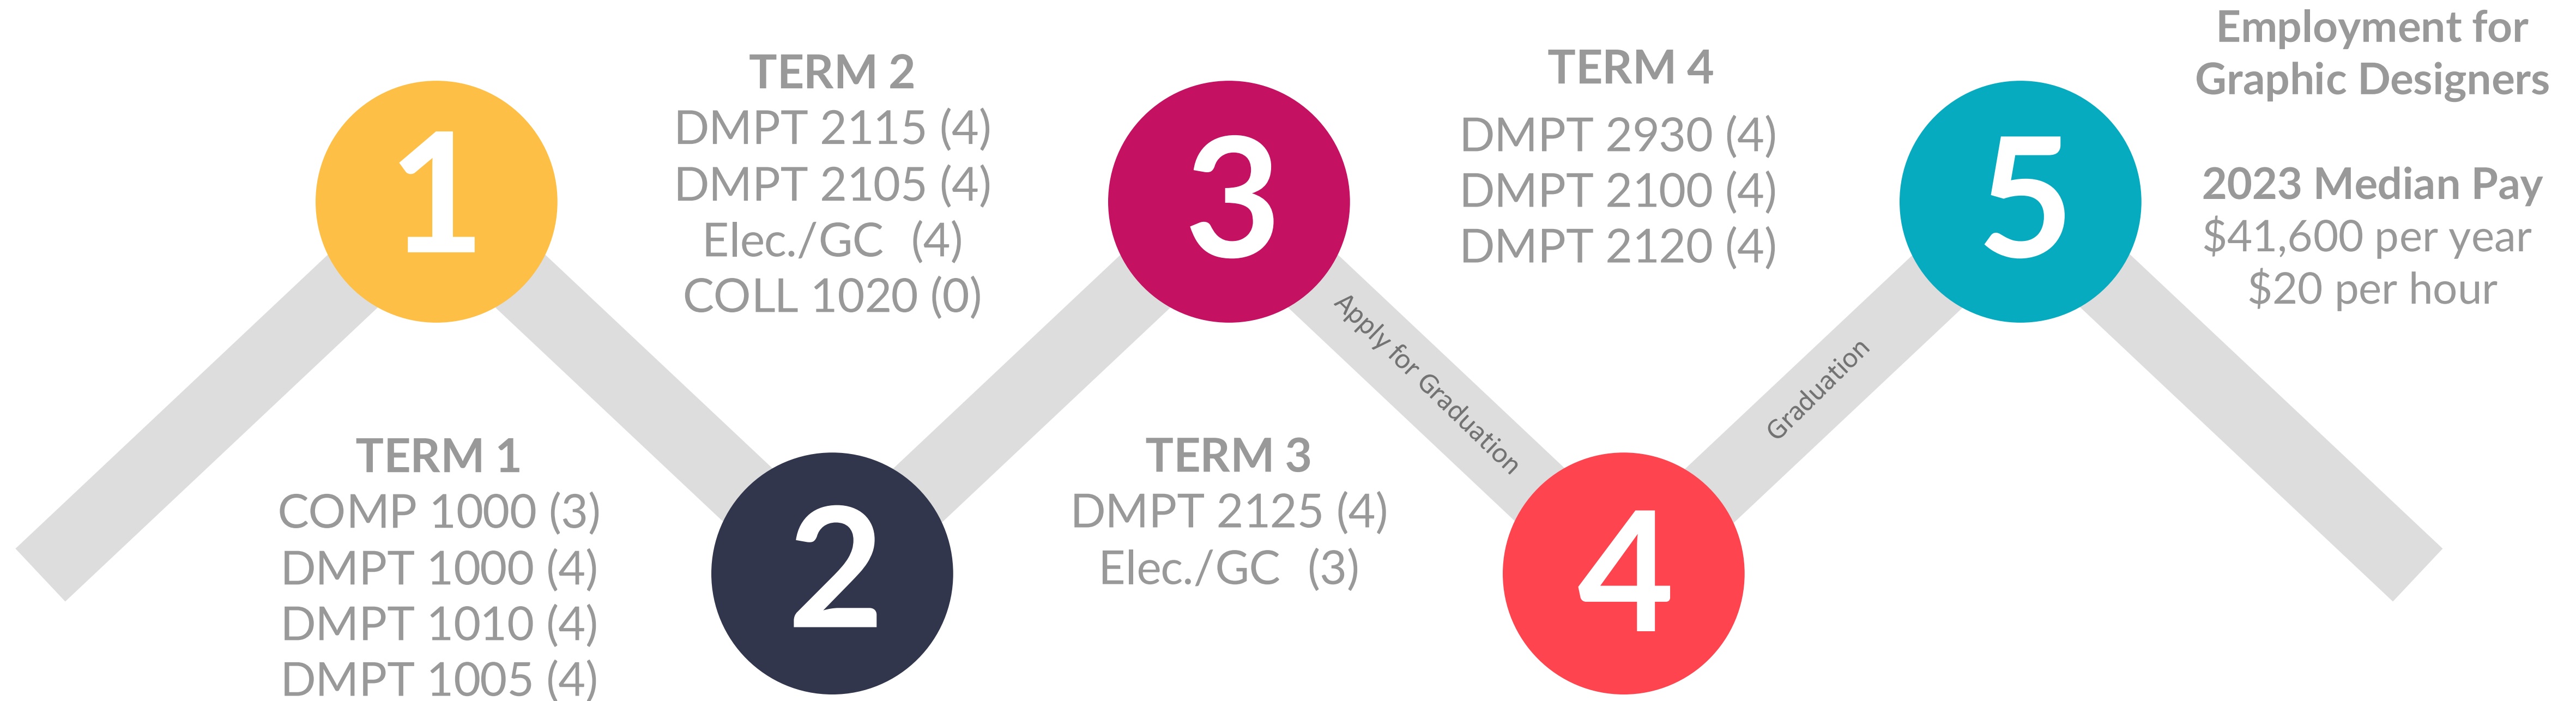 1
TERM 1
COMP 1000 (3)
DMPT 1000 (4)
DMPT 1010 (4)
DMPT 1005 (4)
TERM 2
DMPT 2115 (4)
DMPT 2105 (4)
Elec./GC (4)
COLL 1020 (0)
2
3
TERM 3
DMPT 2125 (4)
Elec./GC (3)
Apply for Graduation
TERM 4
DMPT 2930 (4)
DMPT 2100 (4)
DMPT 2120 (4)
4
Graduation
5
Employment for
Graphic Designers
2023 Median Pay
$41,600 per year
$20 per hour